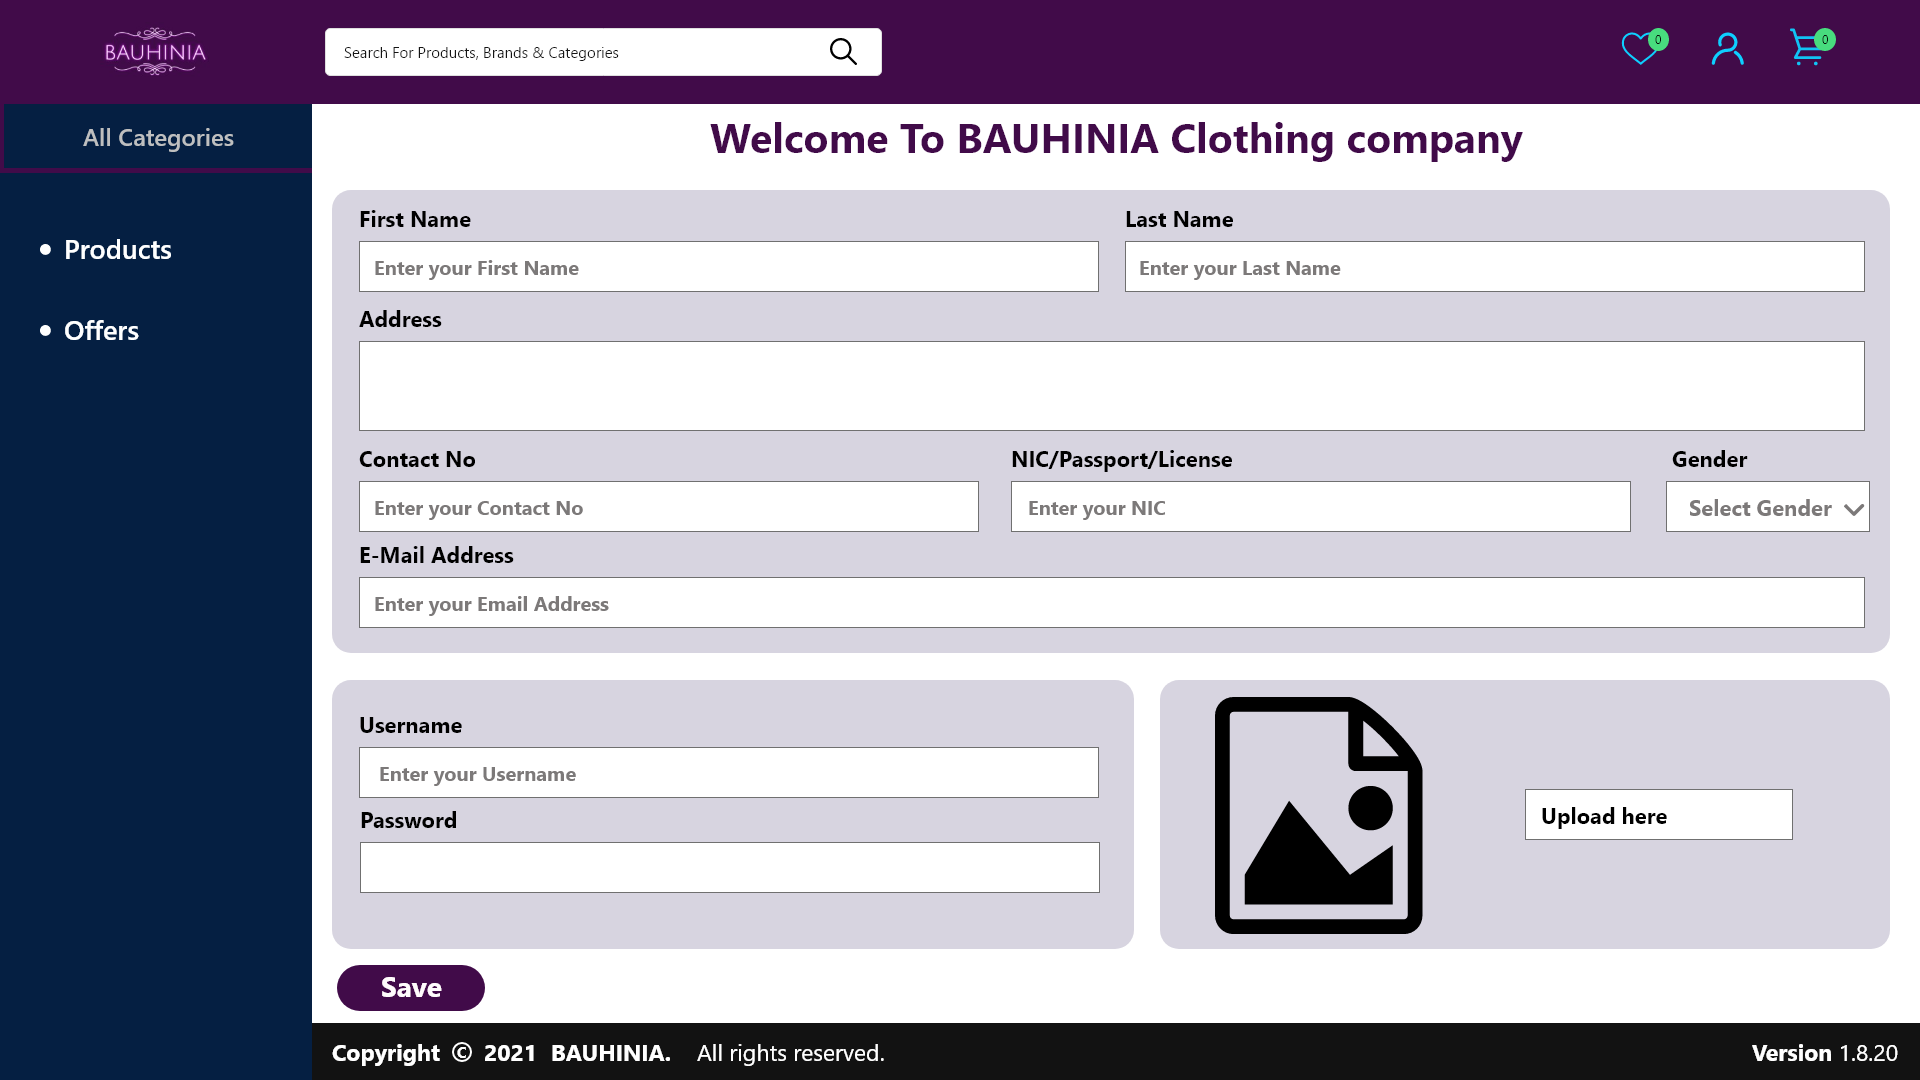 BAUHINIA
Search For Products, Brands & Categories
0
0
All Categories
Products
Offers
Welcome To BAUHINIA Clothing company
First Name
Last Name
Enter your First Name
Enter your Last Name
Address
Contact No
NIC/Passport/License
Gender
Enter your Contact No
Enter your NIC
Select Gender
E-Mail Address
Enter your Email Address
Username
Enter your Username
Password
Upload here
Save
Copyright © 2021 BAUHINIA. All rights reserved.
Version 1.8.20